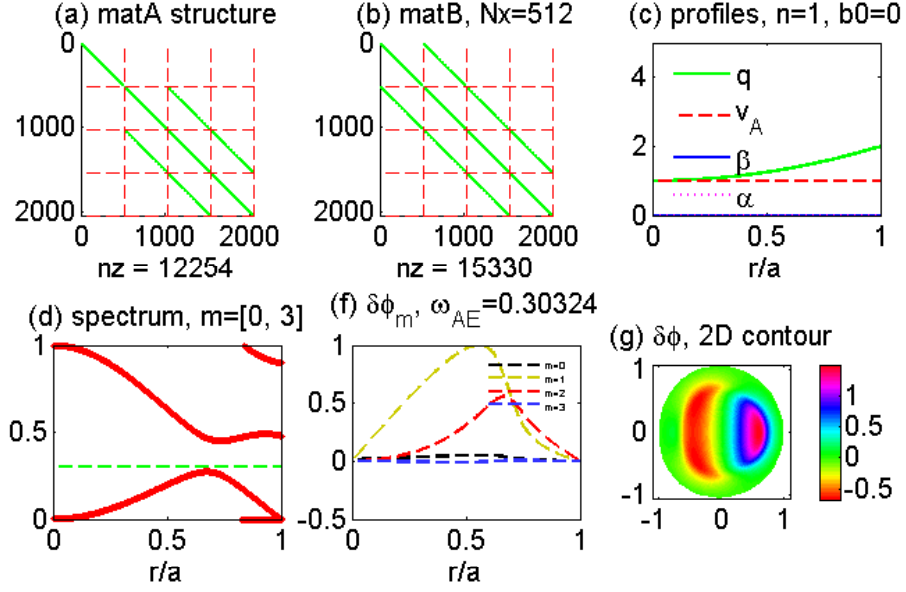 (a) matA structure
0
1000
2000
0 1000 2000
nz = 12254
(b) matB, Nx=512
0
1000
2000
0 1000 2000
nz = 15330
(c) profiles, n=1, b0=0
4
2
0
q
v_A
β
α
0 0.5 1
r/a
(d) spectrum, m=[0, 3]
1
0.5
0
0 0.5 1
r/a
(f) δϕ_m, ω_AE=0.30324
1
0.5
0
-0.5
m=0
m=1
m=2
m=3
0 0.5 1
r/a
(g) δϕ, 2D contour
1
0
-1
-1 0 1
1
0.5
0
-0.5